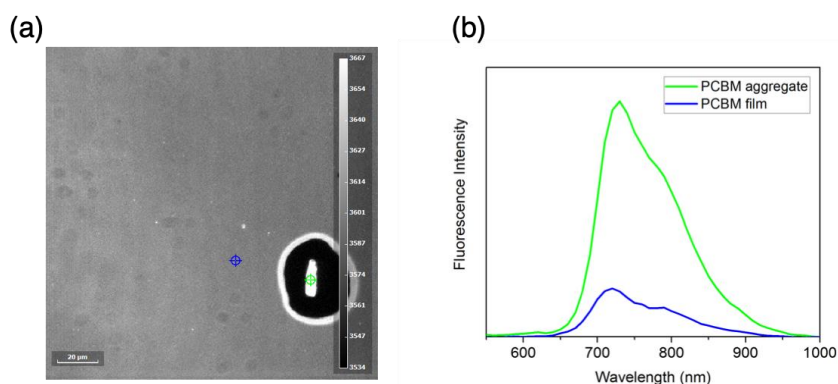 (a)
(b)
3667
3654
3640
3627
3614
3601
3587
3574
3561
3547
3534
20 µm
PCBM aggregate
PCBM film
Fluorescence Intensity
600
700
800
900
1000
Wavelength (nm)